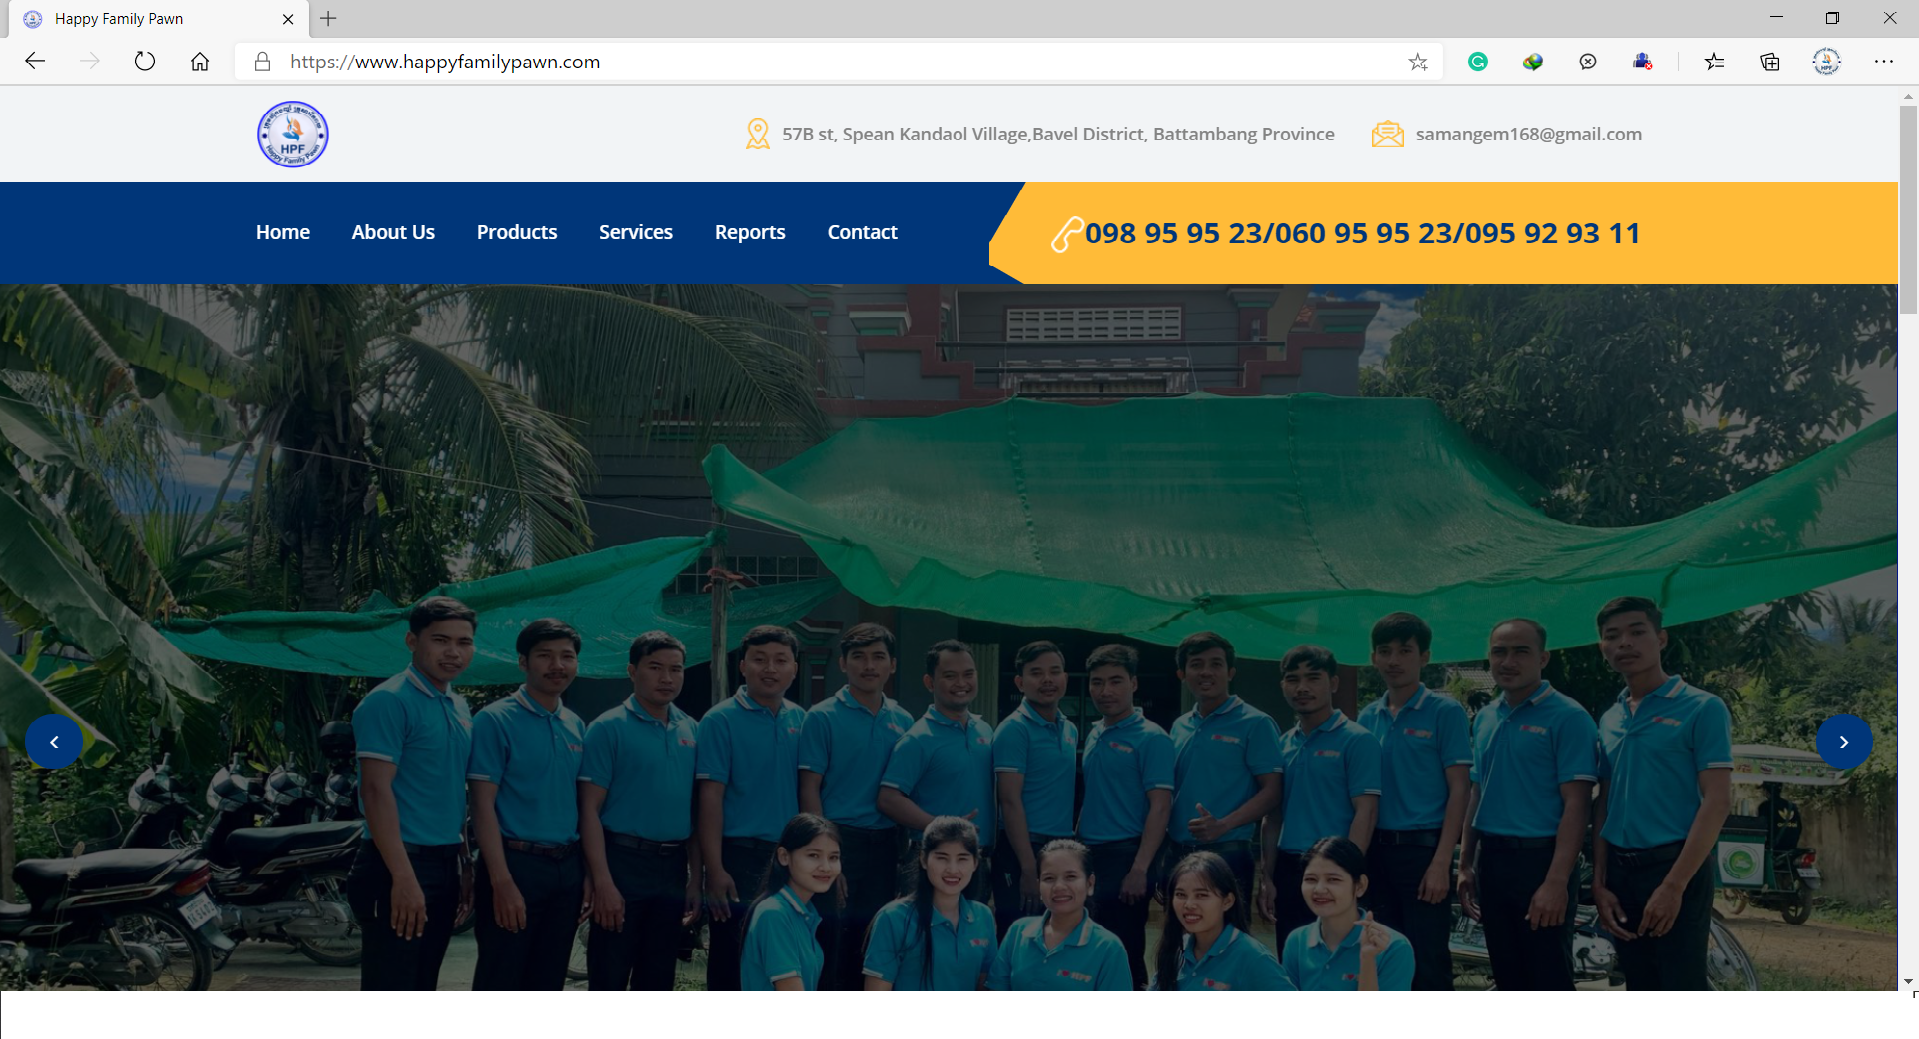 Happy Family Pawn
https://www.happyfamilypawn.com
HPF
Happy Family Pawn
57B st, Spean Kandaol Village,Bavel District, Battambang Province
samangem168@gmail.com
Home About Us Products Services Reports Contact
098 95 95 23/060 95 95 23/095 92 93 11